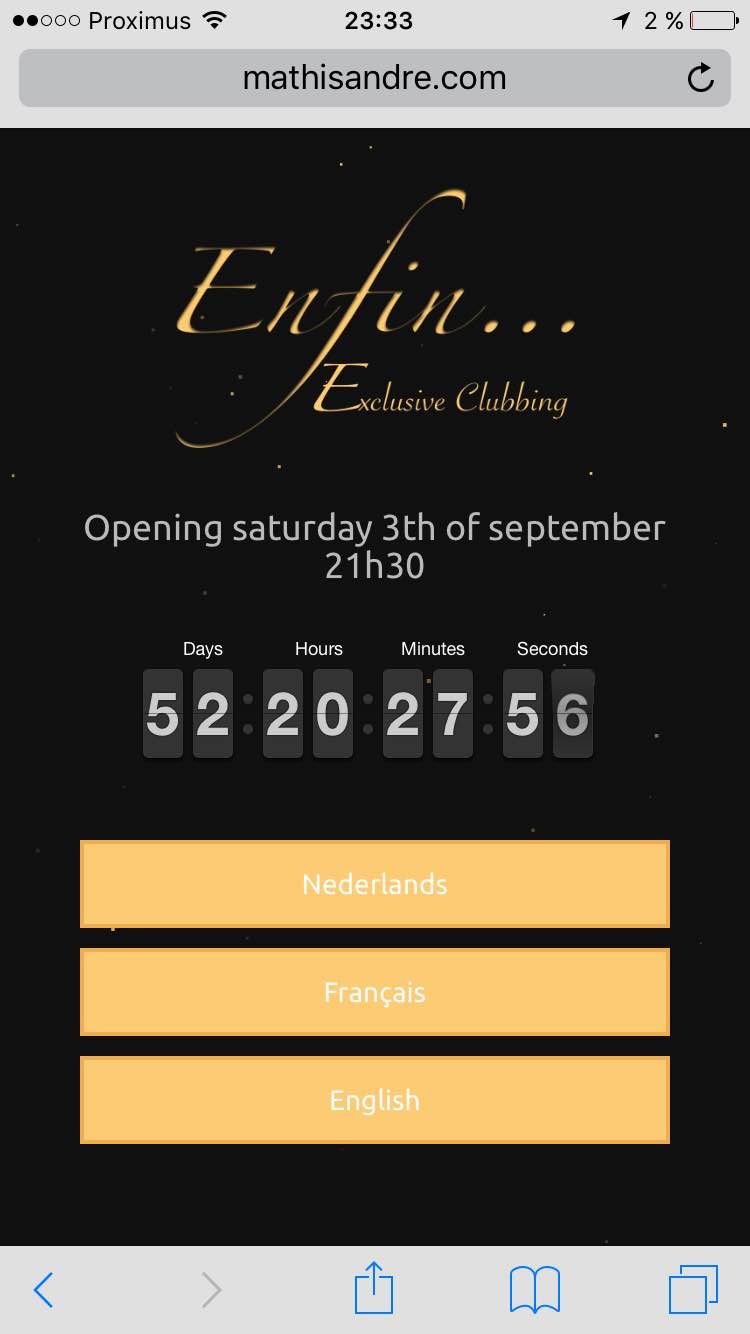 Proximus 23:33 2 %
mathisandre.com
Enfin...
Exclusive Clubbing
Opening saturday 3th of september
21h30
Days Hours Minutes Seconds
52:20:27:56
Nederlands
Français
English